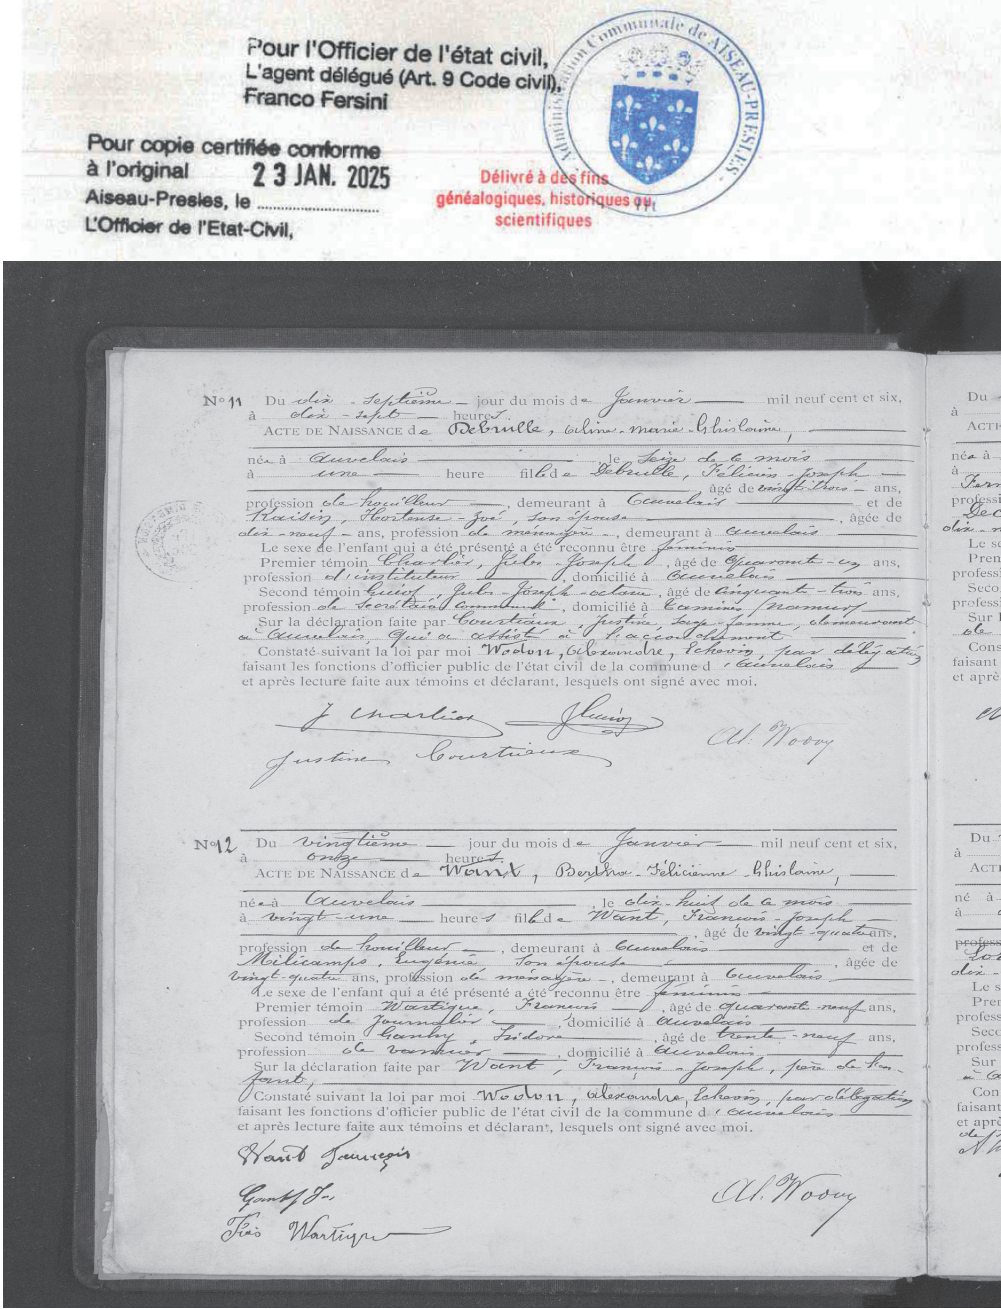 Pour l'Officier de l'état civil,
L'agent délégué (Art. 9 Code civil),
Franco Fersini
Administration Communale de AISEAU-PRESLES
Pour copie certifiée conforme
à l'original 23 JAN. 2025
Aiseau-Presles, le
L'Officier de l'Etat-Civil,
Délivré à des fins
généalogiques, historiques ou
scientifiques
N° 11 Du dix-septième jour du mois de Janvier mil neuf cent et six,
à dix-sept heures.
ACTE DE NAISSANCE de Debruille, Aline-Marie-Ghislaine,
née à Auvelais, le Seize de ce mois
à une heure fille de Debruille, Félicien-Joseph
âgé de vingt-trois ans,
profession de houilleur, demeurant à Auvelais et de
Kaisin, Hortense-Zoé, Son épouse, âgée de
dix-neuf ans, profession de ménagère, demeurant à Auvelais
Le sexe de l'enfant qui a été présenté a été reconnu être féminin
Premier témoin Charlier, Jules-Joseph, âgé de quarante-un ans,
profession d'instituteur, domicilié à Auvelais
Second témoin Jules-Joseph-Octave, âgé de Cinquante-trois ans,
profession de Secrétaire Communal, domicilié à Tamines (Namur)
Sur la déclaration faite par Courtiaux, Justine, Sage-femme, demeurant
à Auvelais, qui a assisté à l'accouchement
Constaté suivant la loi par moi Wodon, Alexandre, Echevin, par délégation
faisant les fonctions d'officier public de l'état civil de la commune d'Auvelais
et après lecture faite aux témoins et déclarant, lesquels ont signé avec moi.
J Charlier
Justine Courtiaux
N° 12 Du vingtième jour du mois de Janvier mil neuf cent et six,
à onze heures.
ACTE DE NAISSANCE de Want, Bertha-Félicienne Ghislaine,
née à Auvelais, le dix-huit de ce mois
à vingt-une heures fille de Want, François-Joseph
âgé de vingt-quatre ans,
profession de houilleur, demeurant à Auvelais et de
Milicamps, Eugénie Son épouse, âgée de
vingt-quatre ans, profession de ménagère, demeurant à Auvelais
Le sexe de l'enfant qui a été présenté a été reconnu être féminin
Premier témoin Wartique, François, âgé de quarante-neuf ans,
profession de Journalier, domicilié à Auvelais
Second témoin Isidore, âgé de trente-neuf ans,
profession de vannier, domicilié à Auvelais
Sur la déclaration faite par Want, François-Joseph, père de l'en-
fant,
Constaté suivant la loi par moi Wodon, Alexandre, Echevin, par délégation
faisant les fonctions d'officier public de l'état civil de la commune d'Auvelais
et après lecture faite aux témoins et déclarant, lesquels ont signé avec moi.
Want François
Al. Wodon
Frçs Wartique